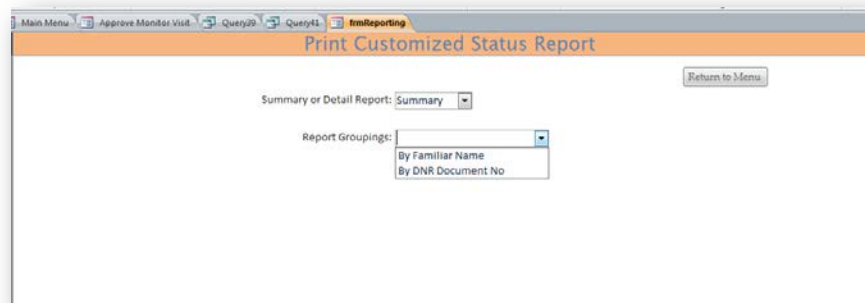 Main Menu Approve Monitor Visit Query39 Query41 frmReporting
Print Customized Status Report
Return to Menu
Summary or Detail Report: Summary
Report Groupings:
By Familiar Name
By DNR Document No